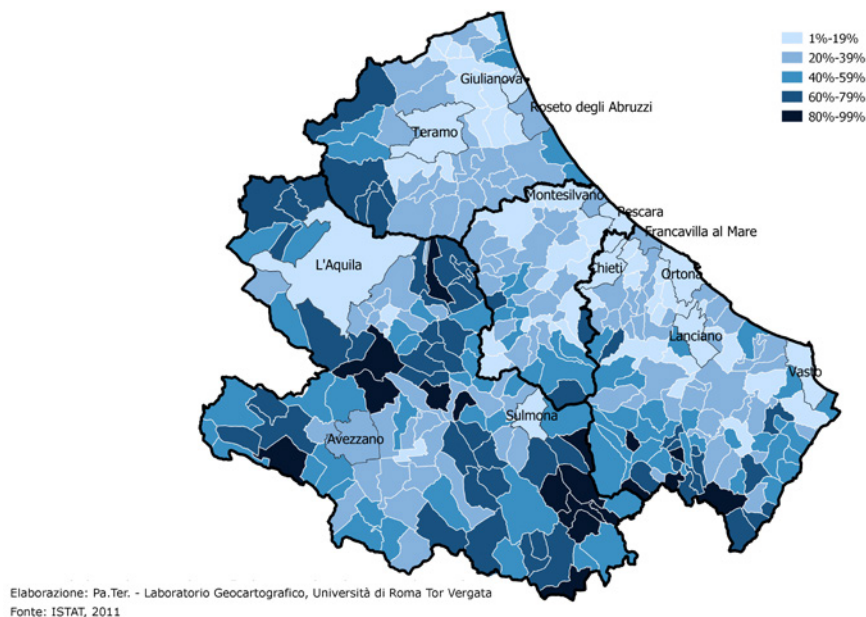 1%-19%
20%-39%
40%-59%
60%-79%
80%-99%
Giulianova
Roseto degli Abruzzi
Teramo
Montesilvano
Pescara
Francavilla al Mare
Chieti
L'Aquila
Ortona
Lanciano
Vasto
Sulmona
Avezzano
Elaborazione: Pa.Ter. - Laboratorio Geocartografico, Università di Roma Tor Vergata
Fonte: ISTAT, 2011